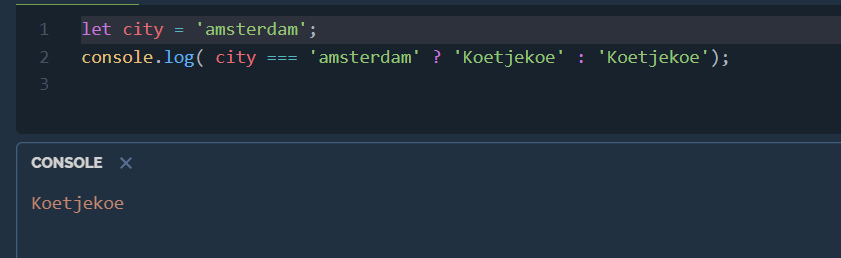 1 let city = 'amsterdam';
2 console.log( city === 'amsterdam' ? 'Koetjekoe' : 'Koetjekoe');
3
CONSOLE ×
Koetjekoe